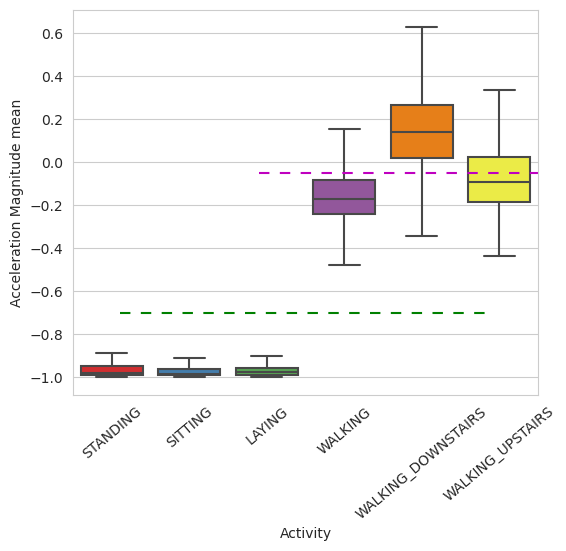 Acceleration Magnitude mean
0.6
0.4
0.2
0.0
−0.2
−0.4
−0.6
−0.8
−1.0
STANDING
SITTING
LAYING
WALKING
WALKING_DOWNSTAIRS
WALKING_UPSTAIRS
Activity